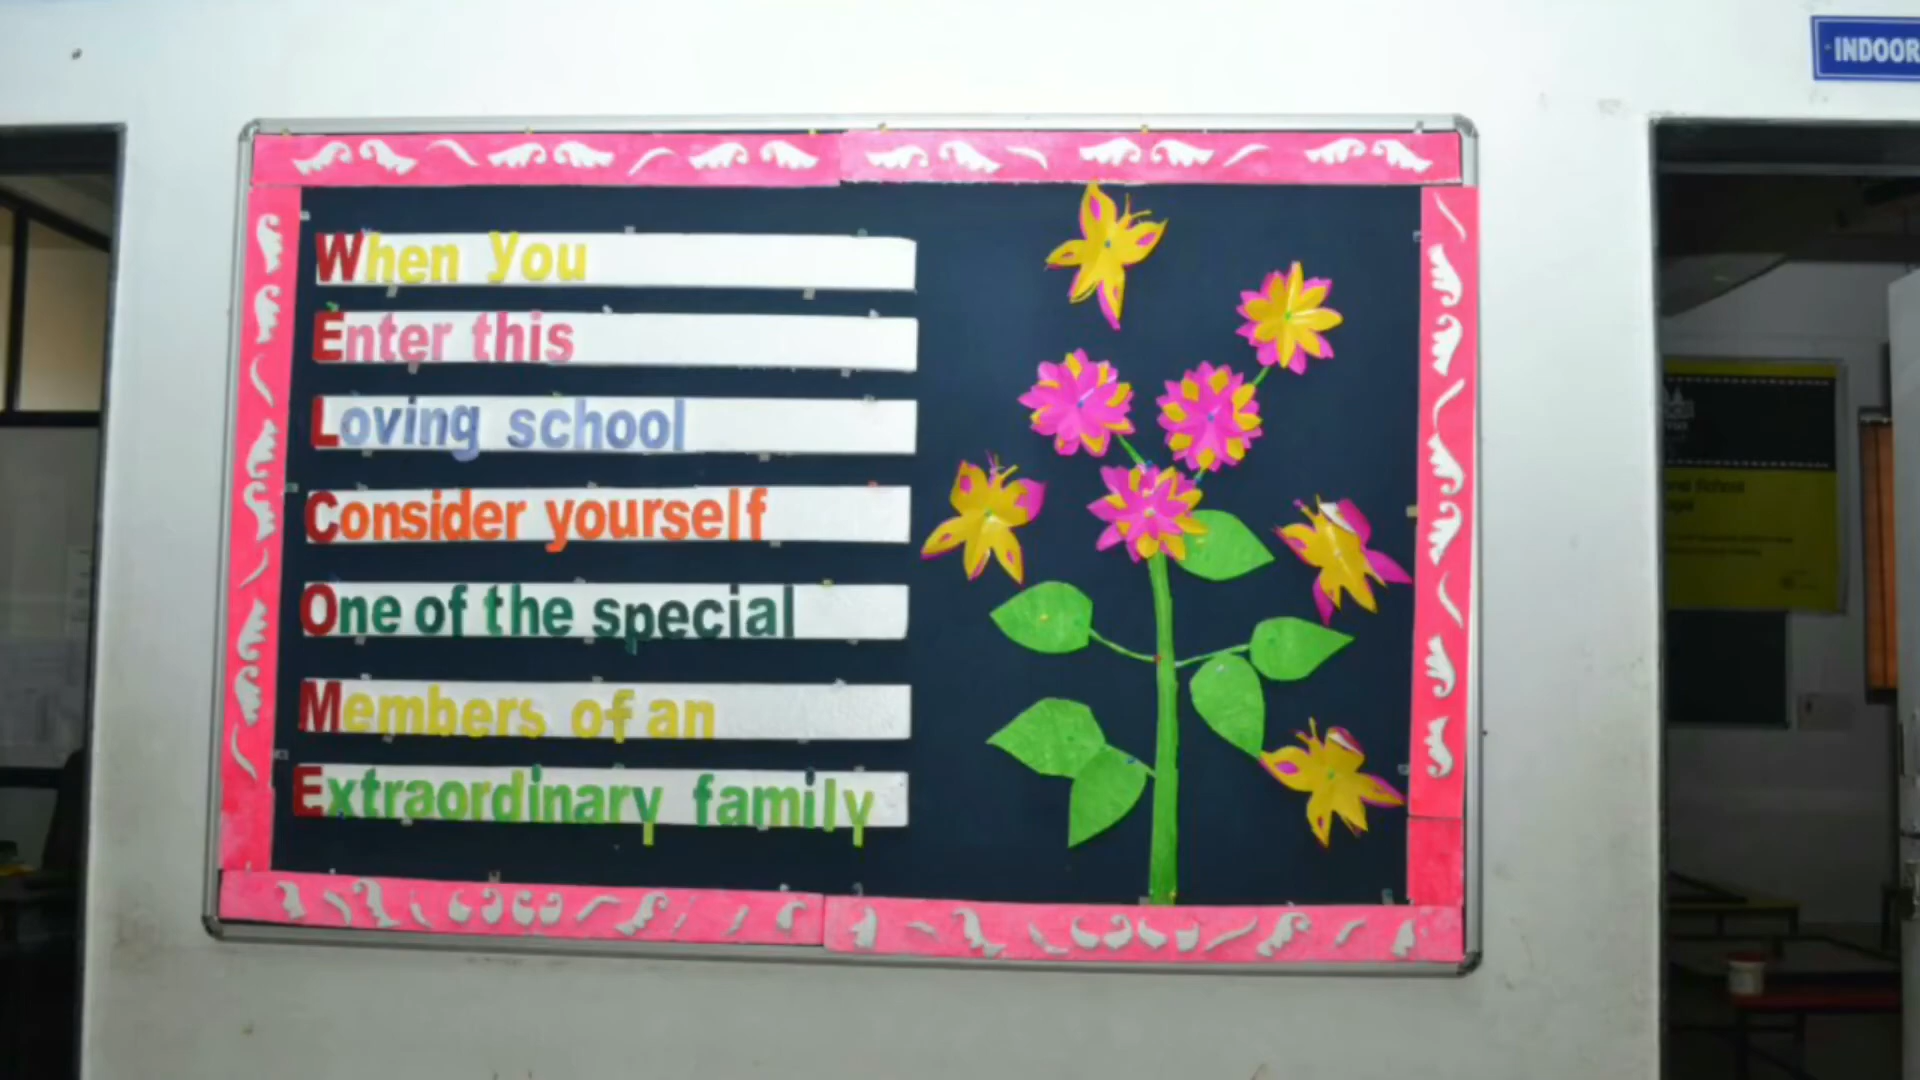 INDOOR
When You
Enter this
Loving school
Consider yourself
One of the special
Members of an
Extraordinary family